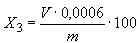 X₃ = V · 0,0006 / m · 100